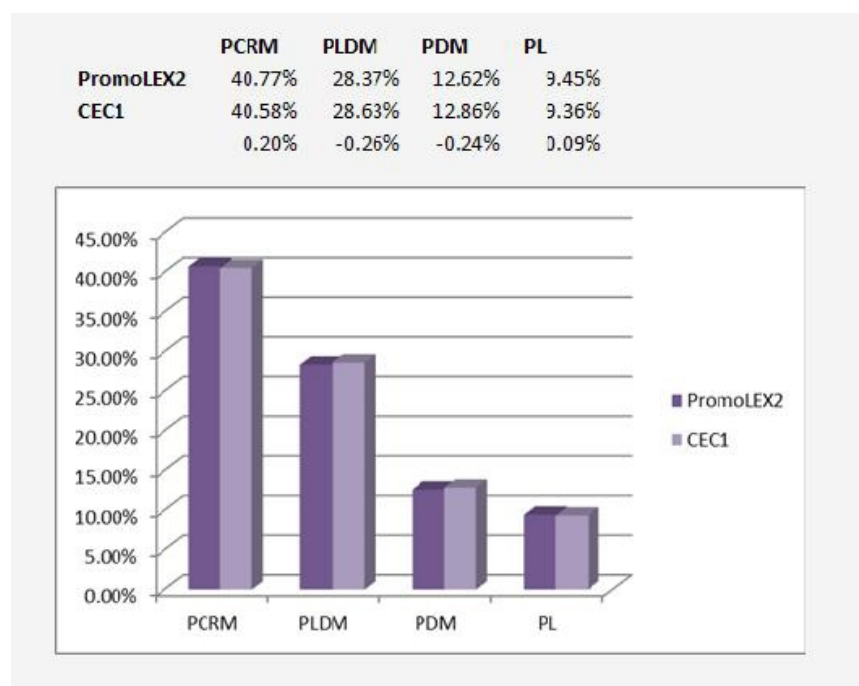 PCRM PLDM PDM PL
PromoLEX2 40.77% 28.37% 12.62% 9.45%
CEC1 40.58% 28.63% 12.86% 9.36%
0.20% -0.26% -0.24% 0.09%
45.00%
40.00%
35.00%
30.00%
25.00%
20.00%
15.00%
10.00%
5.00%
0.00%
PCRM PLDM PDM PL
PromoLEX2
CEC1